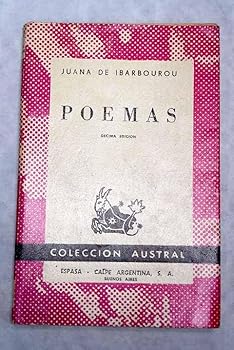 JUANA DE IBARBOUROU
POEMAS
DECIMA EDICION
COLECCION AUSTRAL
ESPASA - CALPE ARGENTINA, S. A.
BUENOS AIRES